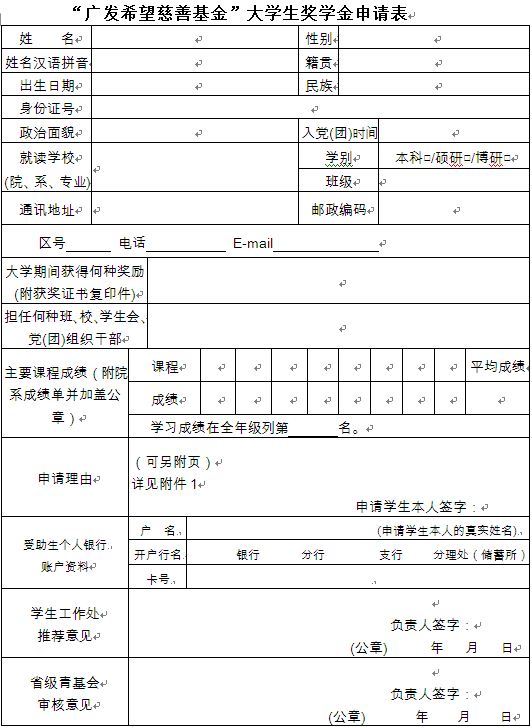 “广发希望慈善基金”大学生奖学金申请表
姓 名 性别
姓名汉语拼音 籍贯
出生日期 民族
身份证号
政治面貌 入党(团)时间
就读学校
(院、系、专业)
学别 本科□/硕研□/博研□
班级
通讯地址 邮政编码
区号______ 电话__________ E-mail_____________
大学期间获得何种奖励
(附获奖证书复印件)
担任何种班、校、学生会、
党(团)组织干部
主要课程成绩（附院
系成绩单并加盖公
章）
课程 平均成绩
成绩
学习成绩在全年级列第______名。
申请理由
（可另附页）
详见附件1
申请学生本人签字：
受助生个人银行
账户资料
户 名 (申请学生本人的真实姓名)
开户行名 银行 分行 支行 分理处（储蓄所）
卡号
学生工作处
推荐意见
负责人签字：
(公章) 年 月 日
省级青基会
审核意见
负责人签字：
(公章) 年 月 日